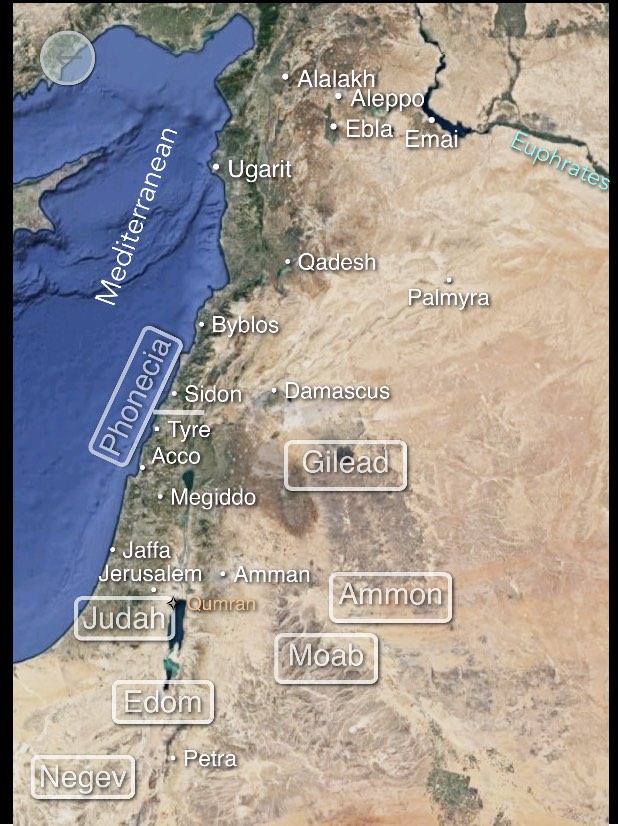 Alalakh
Aleppo
Ebla
Emai
Euphrates
Ugarit
Mediterranean
Qadesh
Palmyra
Byblos
Phonecia
Sidon
Damascus
Tyre
Acco
Gilead
Megiddo
Jaffa
Jerusalem
Amman
Ammon
Qumran
Judah
Moab
Edom
Petra
Negev